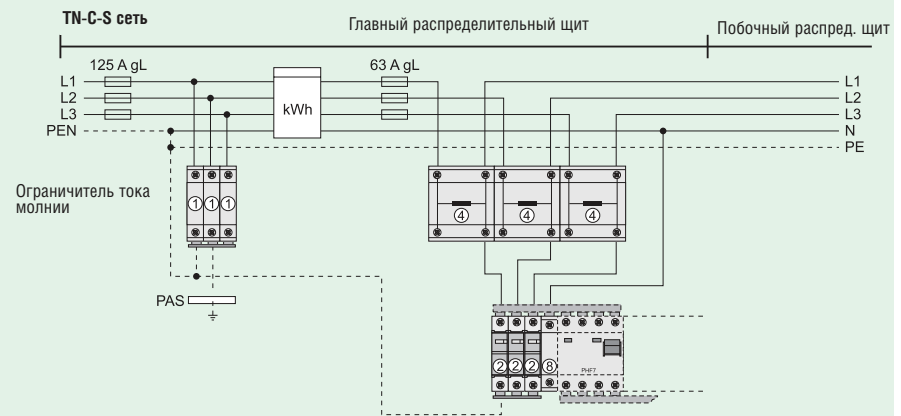 TN-C-S сеть
Главный распределительный щит
Побочный распред. щит
125 A gL
63 A gL
L1
L1
L2
L2
L3
kWh
L3
PEN
N
PE
Ограничитель тока
молнии
1 1 1
4 4 4
PAS
2 2 2 8
PHF7